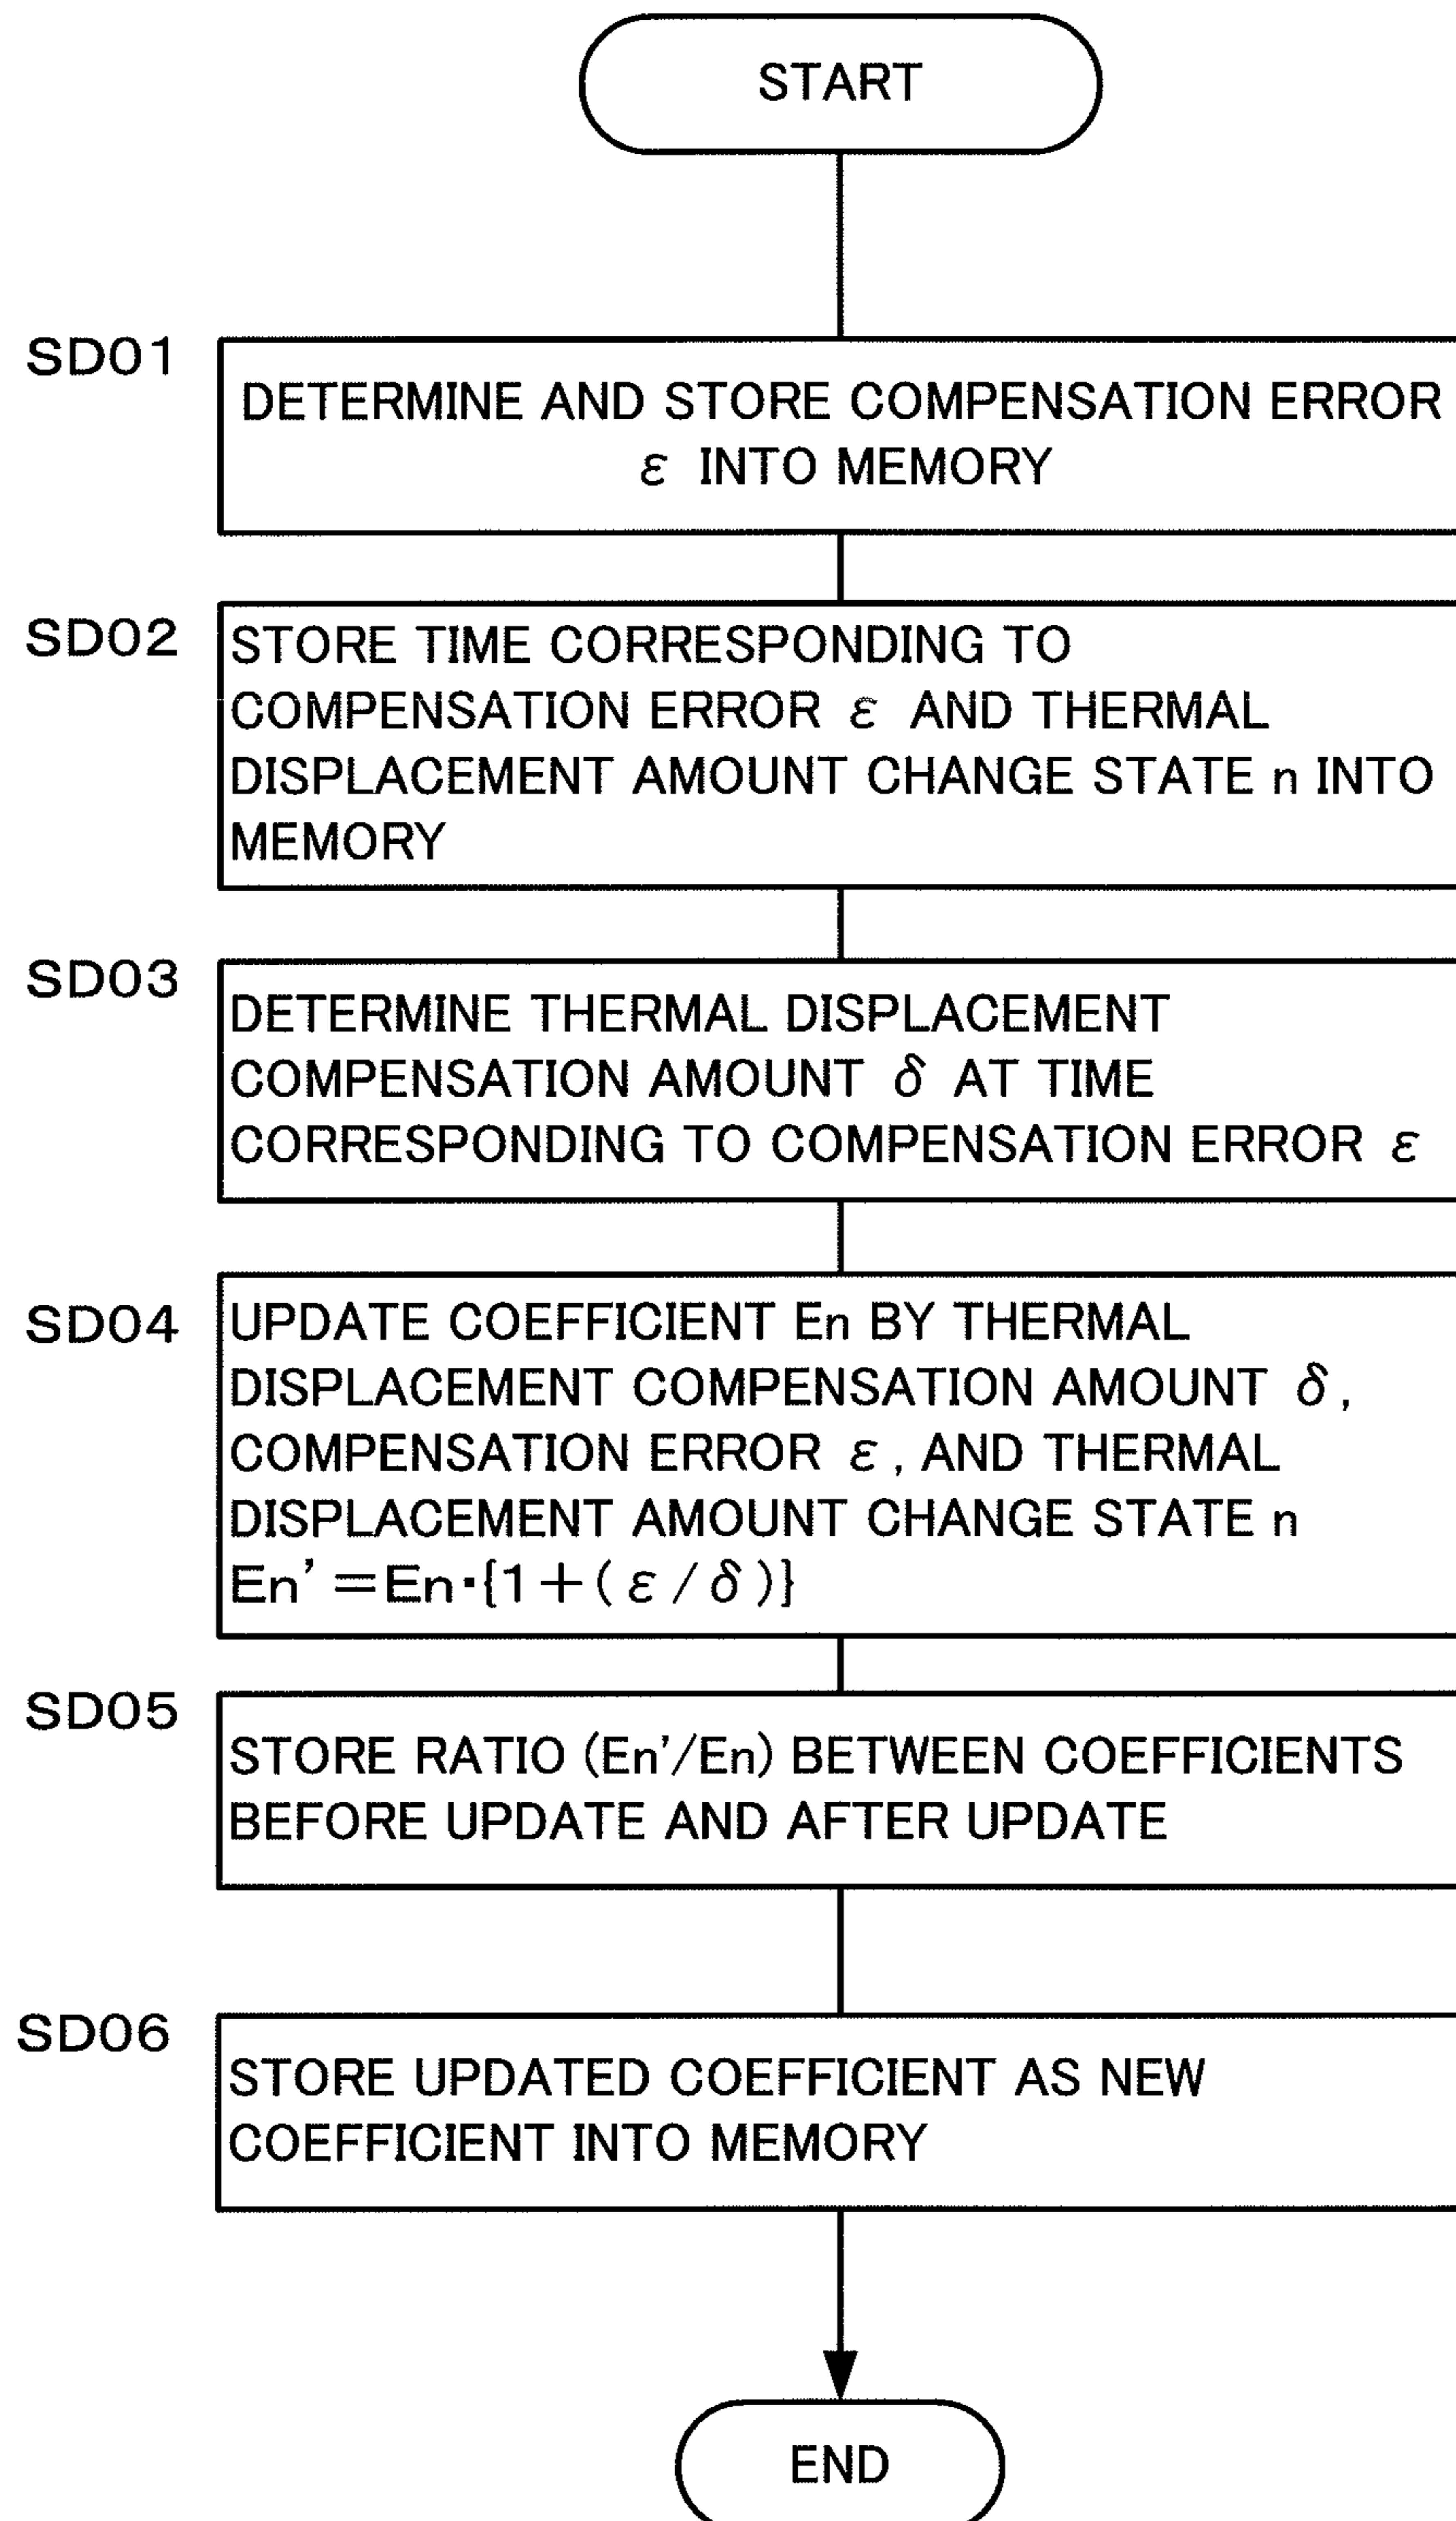 START
SD01
DETERMINE AND STORE COMPENSATION ERROR
ε INTO MEMORY
SD02
STORE TIME CORRESPONDING TO
COMPENSATION ERROR ε AND THERMAL
DISPLACEMENT AMOUNT CHANGE STATE n INTO
MEMORY
SD03
DETERMINE THERMAL DISPLACEMENT
COMPENSATION AMOUNT δ AT TIME
CORRESPONDING TO COMPENSATION ERROR ε
SD04
UPDATE COEFFICIENT En BY THERMAL
DISPLACEMENT COMPENSATION AMOUNT δ,
COMPENSATION ERROR ε, AND THERMAL
DISPLACEMENT AMOUNT CHANGE STATE n
En’=En·{1+(ε/δ)}
SD05
STORE RATIO (En’/En) BETWEEN COEFFICIENTS
BEFORE UPDATE AND AFTER UPDATE
SD06
STORE UPDATED COEFFICIENT AS NEW
COEFFICIENT INTO MEMORY
END